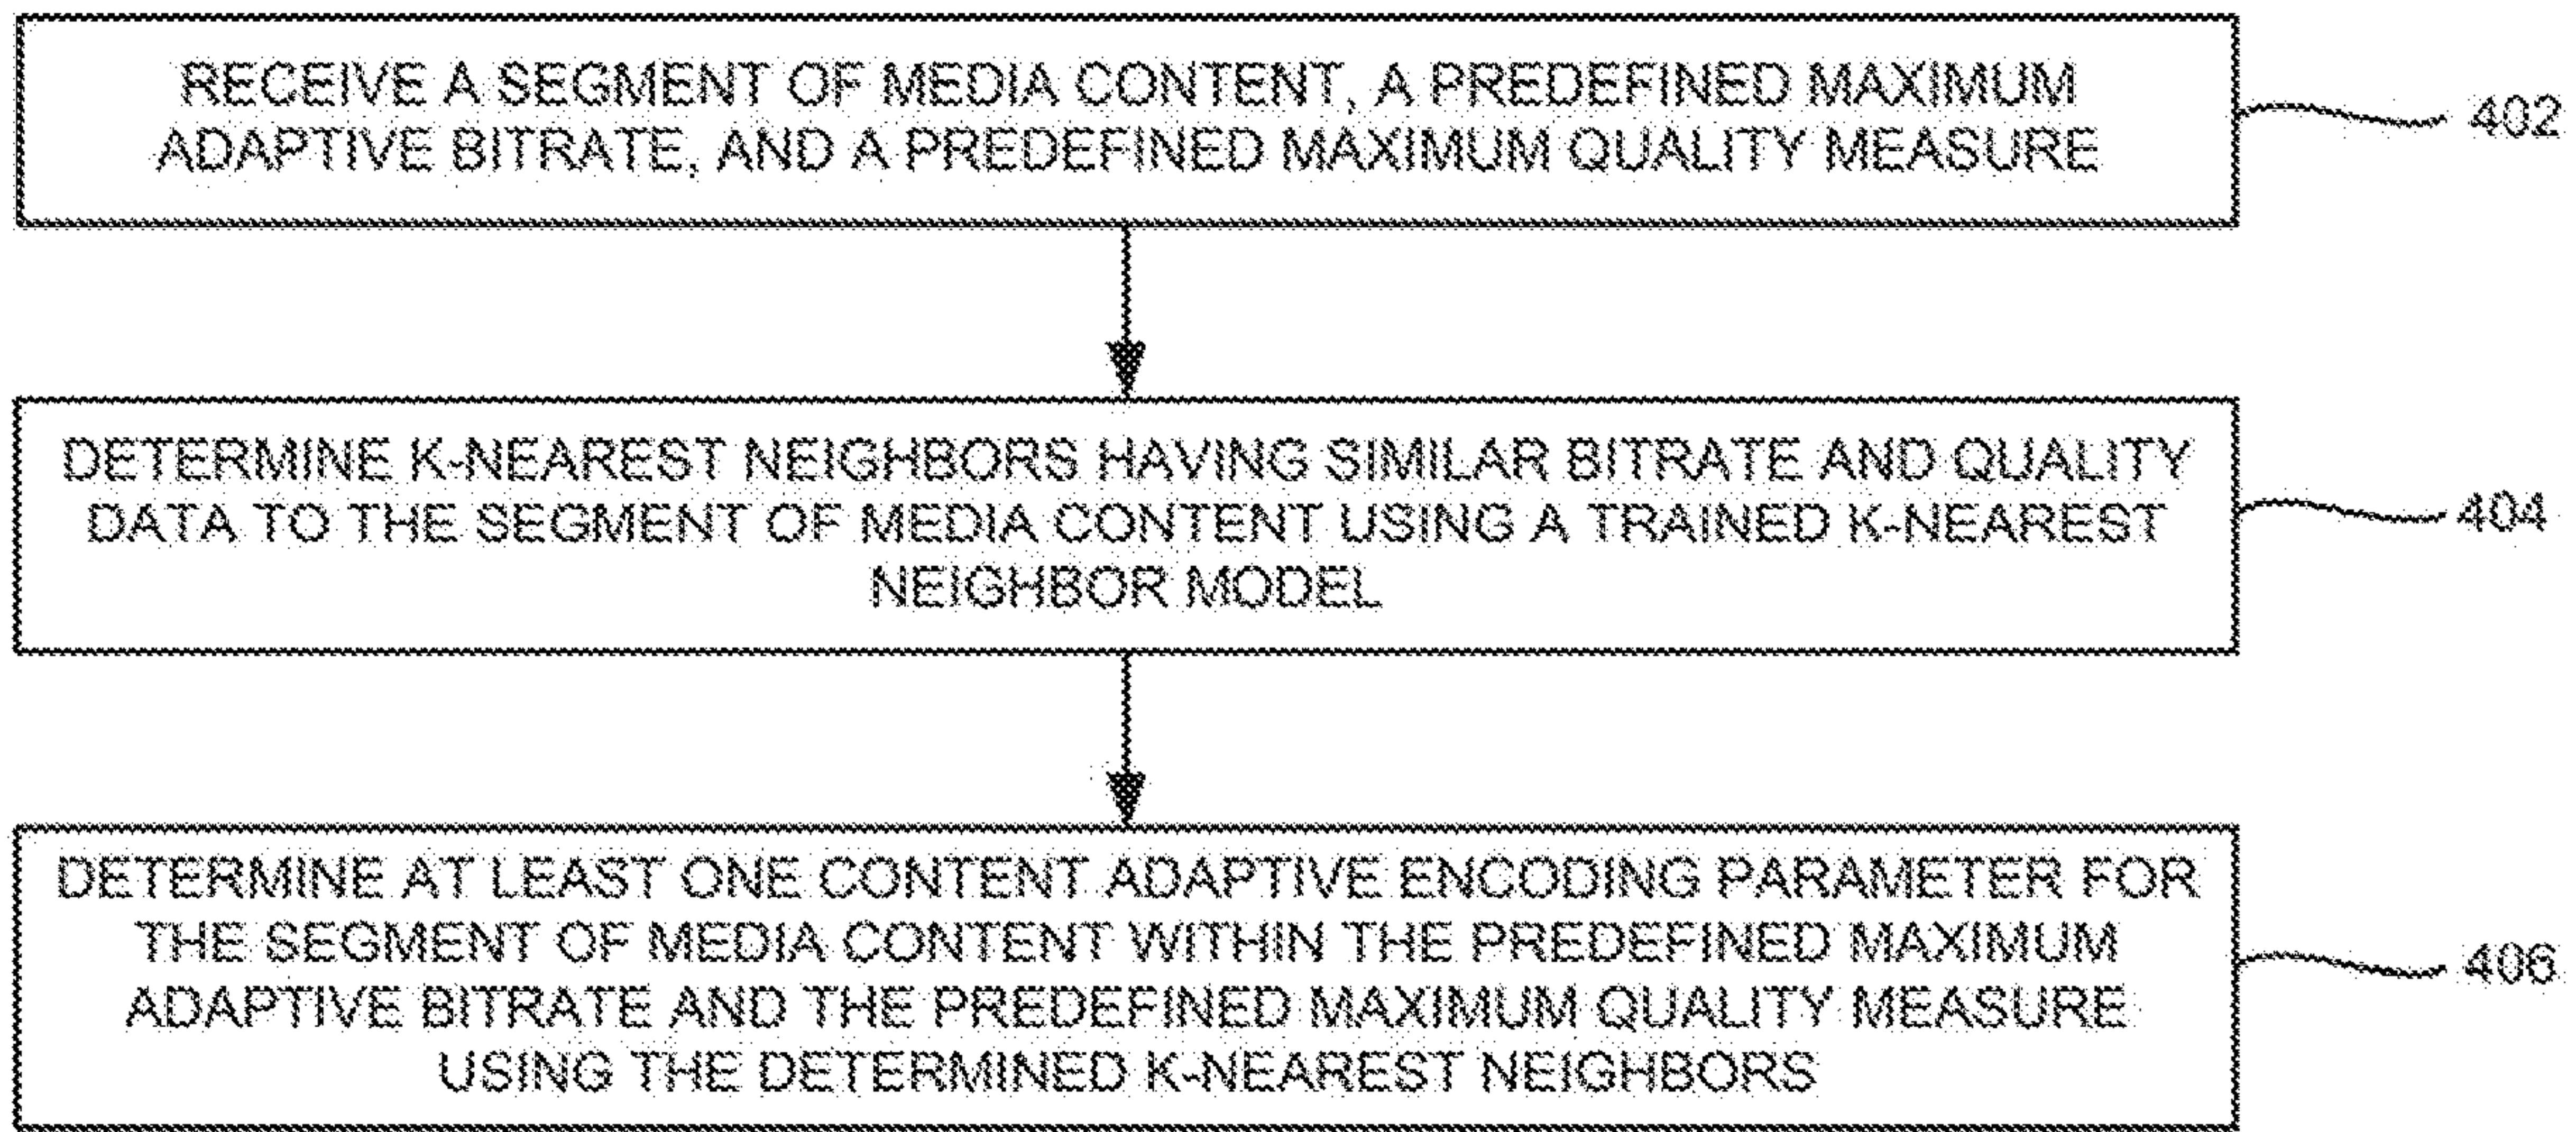 RECEIVE A SEGMENT OF MEDIA CONTENT, A PREDEFINED MAXIMUM
ADAPTIVE BITRATE, AND A PREDEFINED MAXIMUM QUALITY MEASURE
402
DETERMINE K-NEAREST NEIGHBORS HAVING SIMILAR BITRATE AND QUALITY
DATA TO THE SEGMENT OF MEDIA CONTENT USING A TRAINED K-NEAREST
NEIGHBOR MODEL
404
DETERMINE AT LEAST ONE CONTENT ADAPTIVE ENCODING PARAMETER FOR
THE SEGMENT OF MEDIA CONTENT WITHIN THE PREDEFINED MAXIMUM
ADAPTIVE BITRATE AND THE PREDEFINED MAXIMUM QUALITY MEASURE
USING THE DETERMINED K-NEAREST NEIGHBORS
406